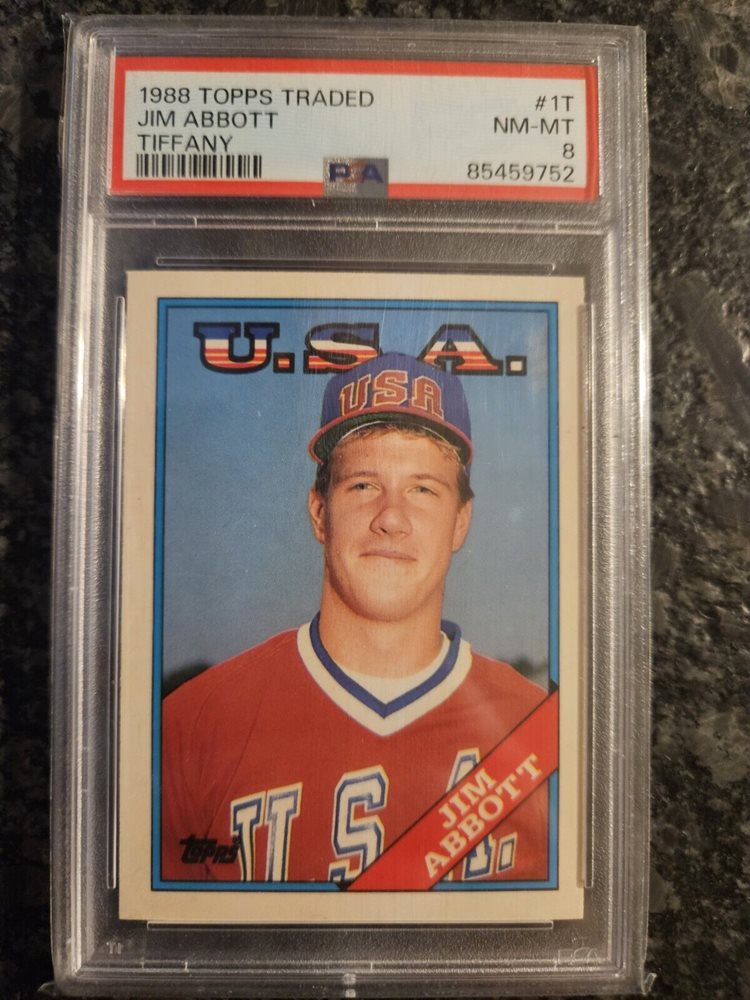 1988 TOPPS TRADED
#1T
JIM ABBOTT
NM-MT
TIFFANY
8
PSA
85459752
U.S.A.
USA
U.S.A.
JIM
ABBOTT
TOPPS